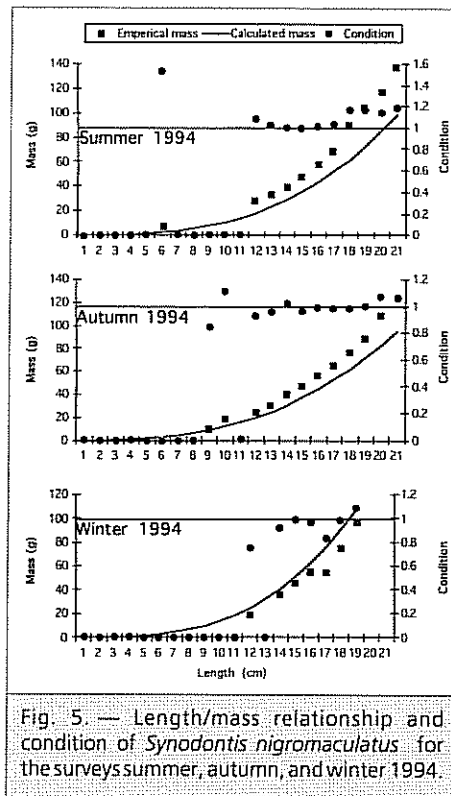 Emperical mass Calculated mass Condition
140 1.6
120 1.4
100 1.2
80 1
60 0.8
40 0.6
20 0.4
0 0.2
0
Mass (g)
Condition
Summer 1994
1 2 3 4 5 6 7 8 9 10 11 12 13 14 15 16 17 18 19 20 21
140 1.2
120 1
100 0.8
80 0.6
60 0.4
40 0.2
20 0
0
Mass (g)
Condition
Autumn 1994
1 2 3 4 5 6 7 8 9 10 11 12 13 14 15 16 17 18 19 20 21
120 1.2
100 1
80 0.8
60 0.6
40 0.4
20 0.2
0 0
Mass (g)
Condition
Winter 1994
1 2 3 4 5 6 7 8 9 10 11 12 13 14 15 16 17 18 19 20 21
Length (cm)
Fig. 5. — Length/mass relationship and
condition of Synodontis nigromaculatus for
the surveys summer, autumn, and winter 1994.